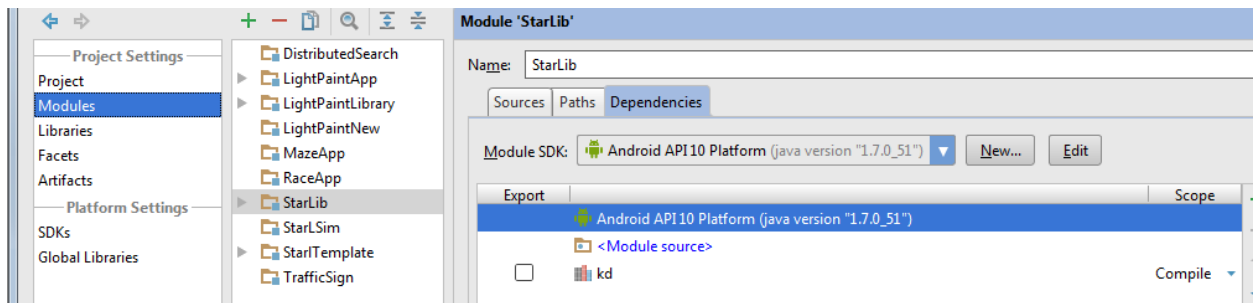 Module 'StarLib'
Project Settings
Project
Modules
Libraries
Facets
Artifacts
Platform Settings
SDKs
Global Libraries
DistributedSearch
LightPaintApp
LightPaintLibrary
LightPaintNew
MazeApp
RaceApp
StarLib
StarLSim
StarlTemplate
TrafficSign
Name: StarLib
Sources Paths Dependencies
Module SDK: Android API 10 Platform (java version "1.7.0_51") New... Edit
Export Scope
Android API 10 Platform (java version "1.7.0_51")
<Module source>
kd Compile